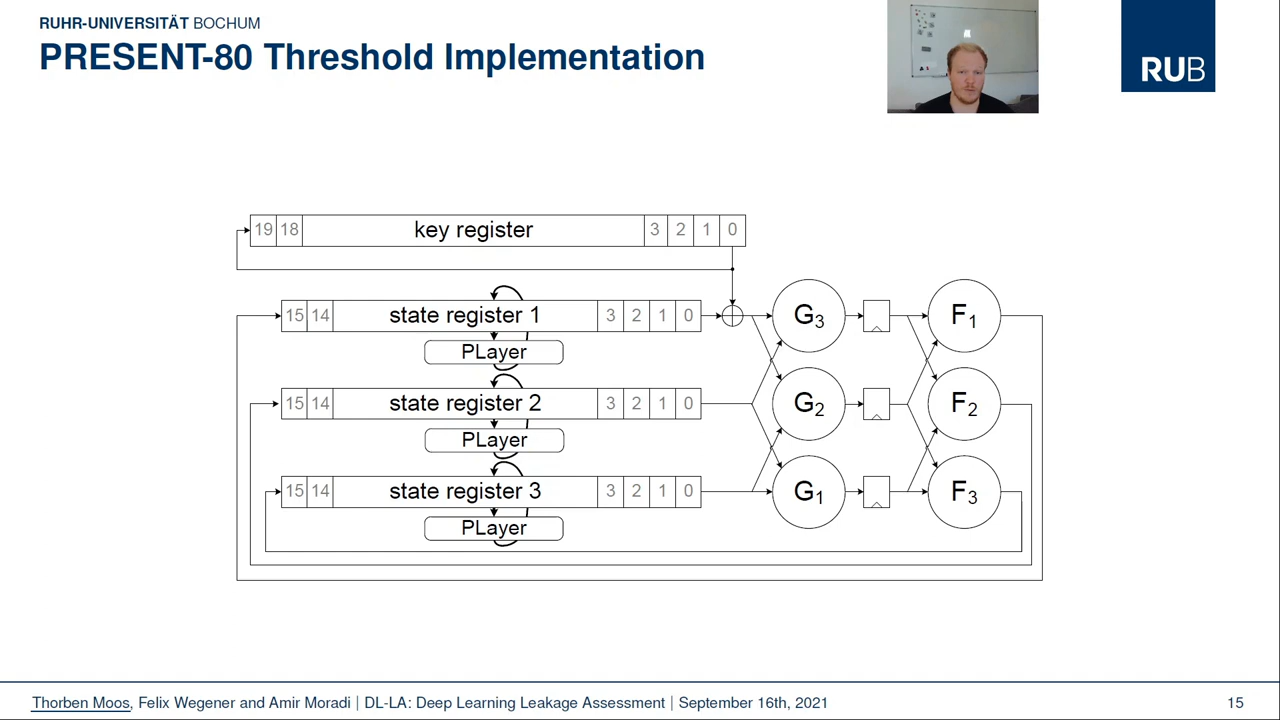 RUHR-UNIVERSITÄT BOCHUM
PRESENT-80 Threshold Implementation
RUB
19 18 key register 3 2 1 0
15 14 state register 1 3 2 1 0
G3
F1
PLayer
15 14 state register 2 3 2 1 0
G2
F2
PLayer
15 14 state register 3 3 2 1 0
G1
F3
PLayer
Thorben Moos, Felix Wegener and Amir Moradi | DL-LA: Deep Learning Leakage Assessment | September 16th, 2021
15